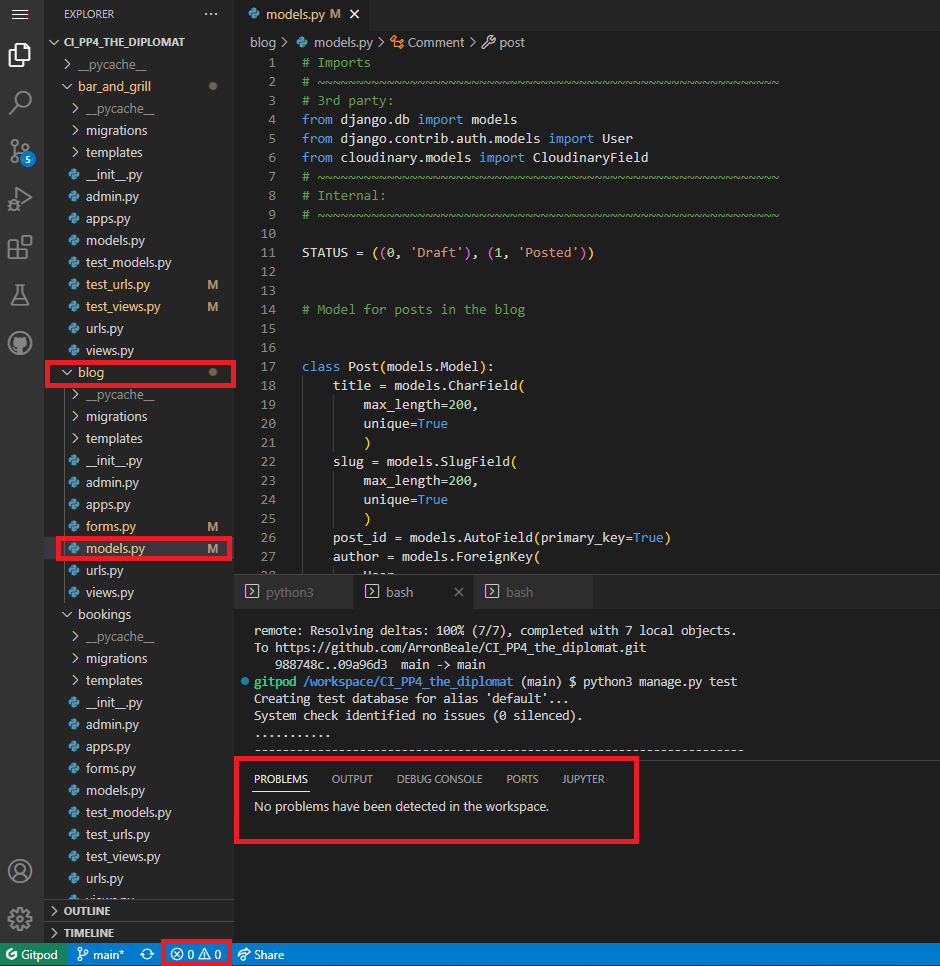 EXPLORER
CI_PP4_THE_DIPLOMAT
__pycache__
bar_and_grill
__pycache__
migrations
templates
__init__.py
admin.py
apps.py
models.py
test_models.py
test_urls.py M
test_views.py M
urls.py
views.py
blog
__pycache__
migrations
templates
__init__.py
admin.py
apps.py
forms.py M
models.py M
urls.py
views.py
bookings
__pycache__
migrations
templates
__init__.py
admin.py
apps.py
forms.py
models.py
test_models.py
test_urls.py
test_views.py
urls.py
views.py
OUTLINE
TIMELINE
5
models.py M
blog > models.py > Comment > post
1 # Imports
2 # ~~~~~~~~~~~~~~~~~~~~~~~~~~~~~~~~~~~~~~~~~~~~~~~~~~~~~~~~~~~~
3 # 3rd party:
4 from django.db import models
5 from django.contrib.auth.models import User
6 from cloudinary.models import CloudinaryField
7 # ~~~~~~~~~~~~~~~~~~~~~~~~~~~~~~~~~~~~~~~~~~~~~~~~~~~~~~~~~~~~
8 # Internal:
9 # ~~~~~~~~~~~~~~~~~~~~~~~~~~~~~~~~~~~~~~~~~~~~~~~~~~~~~~~~~~~~
10
11 STATUS = ((0, 'Draft'), (1, 'Posted'))
12
13
14 # Model for posts in the blog
15
16
17 class Post(models.Model):
18 title = models.CharField(
19 max_length=200,
20 unique=True
21 )
22 slug = models.SlugField(
23 max_length=200,
24 unique=True
25 )
26 post_id = models.AutoField(primary_key=True)
27 author = models.ForeignKey(
28 User
python3
bash
bash
remote: Resolving deltas: 100% (7/7), completed with 7 local objects.
To https://github.com/ArronBeale/CI_PP4_the_diplomat.git
988748c..09a96d3 main -> main
gitpod /workspace/CI_PP4_the_diplomat (main) $ python3 manage.py test
Creating test database for alias 'default'...
System check identified no issues (0 silenced).
...........
----------------------------------------------------------------------
PROBLEMS OUTPUT DEBUG CONSOLE PORTS JUPYTER
No problems have been detected in the workspace.
Gitpod main* 0 0 Share